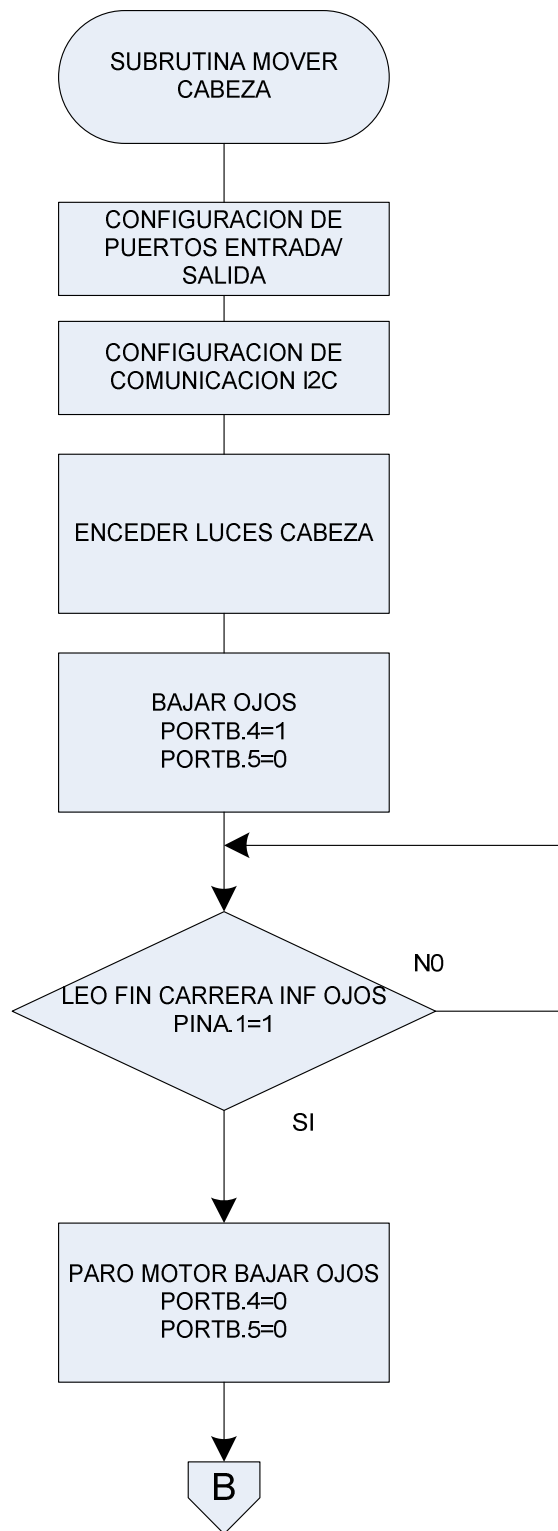 SUBRUTINA MOVER
CABEZA
CONFIGURACION DE
PUERTOS ENTRADA/
SALIDA
CONFIGURACION DE
COMUNICACION I2C
ENCEDER LUCES CABEZA
BAJAR OJOS
PORTB.4=1
PORTB.5=0
N0
LEO FIN CARRERA INF OJOS
PINA.1=1
SI
PARO MOTOR BAJAR OJOS
PORTB.4=0
PORTB.5=0
B